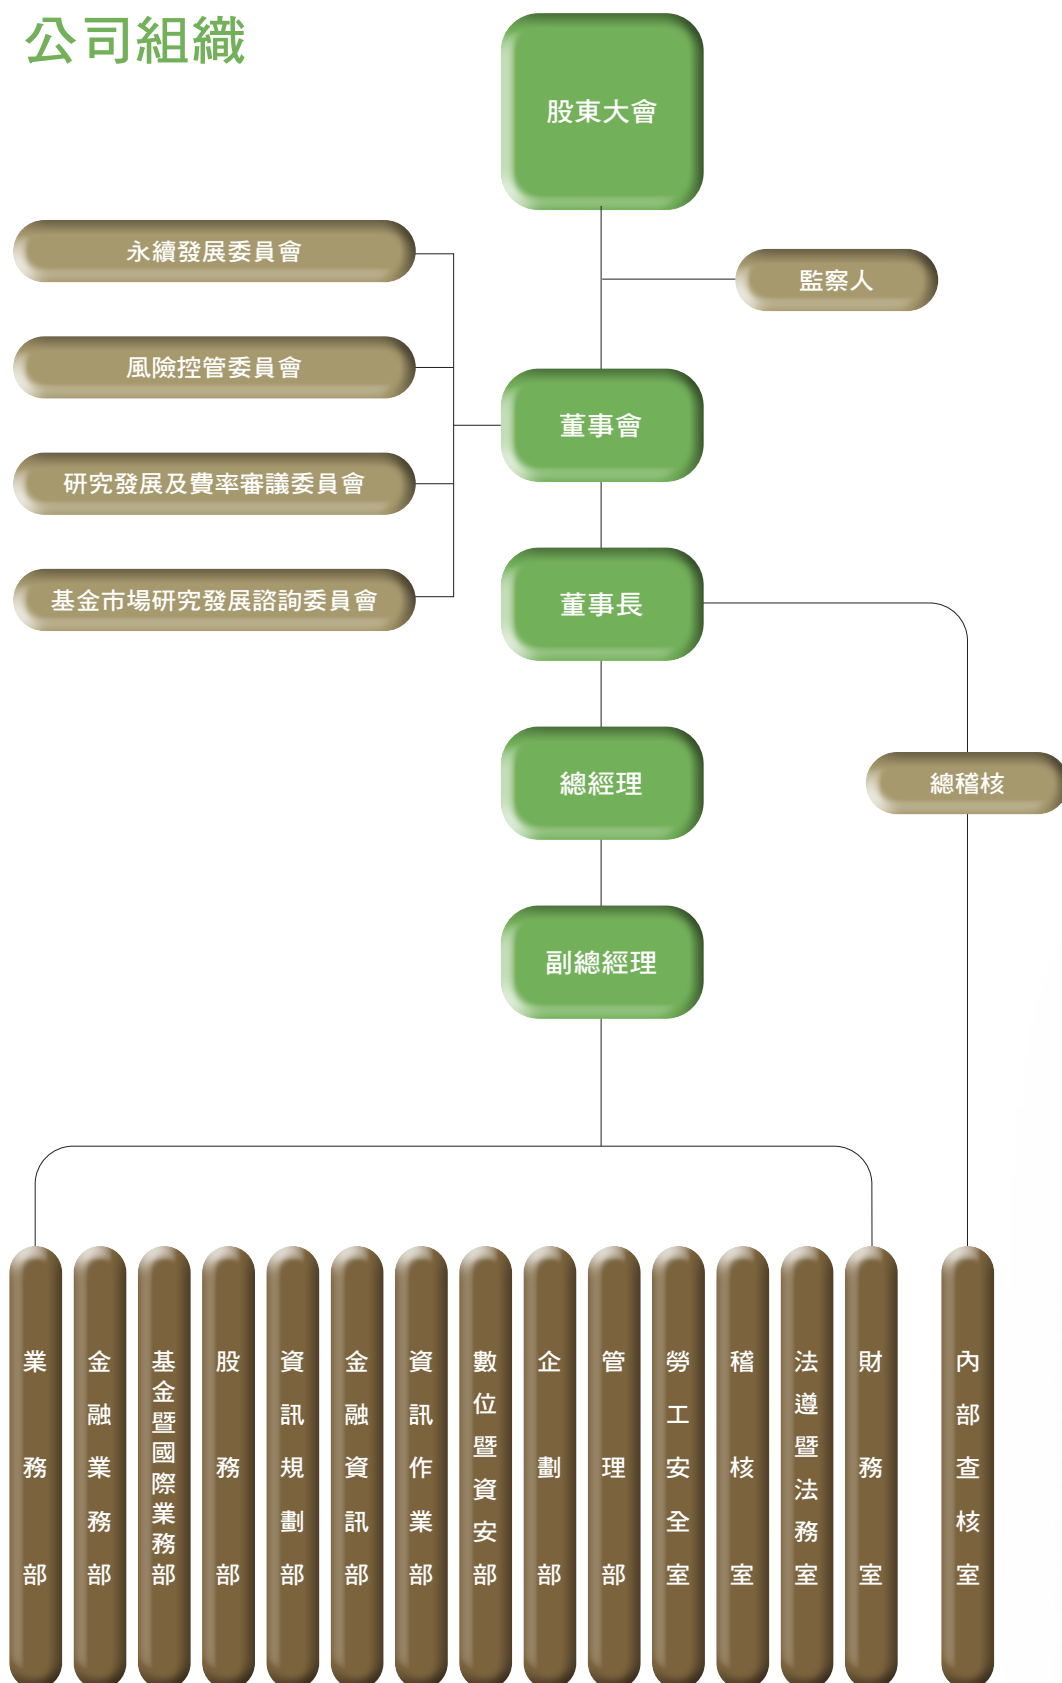 公司組織
股東大會
永續發展委員會
監察人
風險控管委員會
董事會
研究發展及費率審議委員會
基金市場研究發展諮詢委員會
董事長
總經理
總稽核
副總經理
業務部
金融業務部
基金暨國際業務部
股務部
資訊規劃部
金融資訊部
資訊作業部
數位暨資安部
企劃部
管理部
勞工安全室
稽核室
法遵暨法務室
財務室
內部查核室